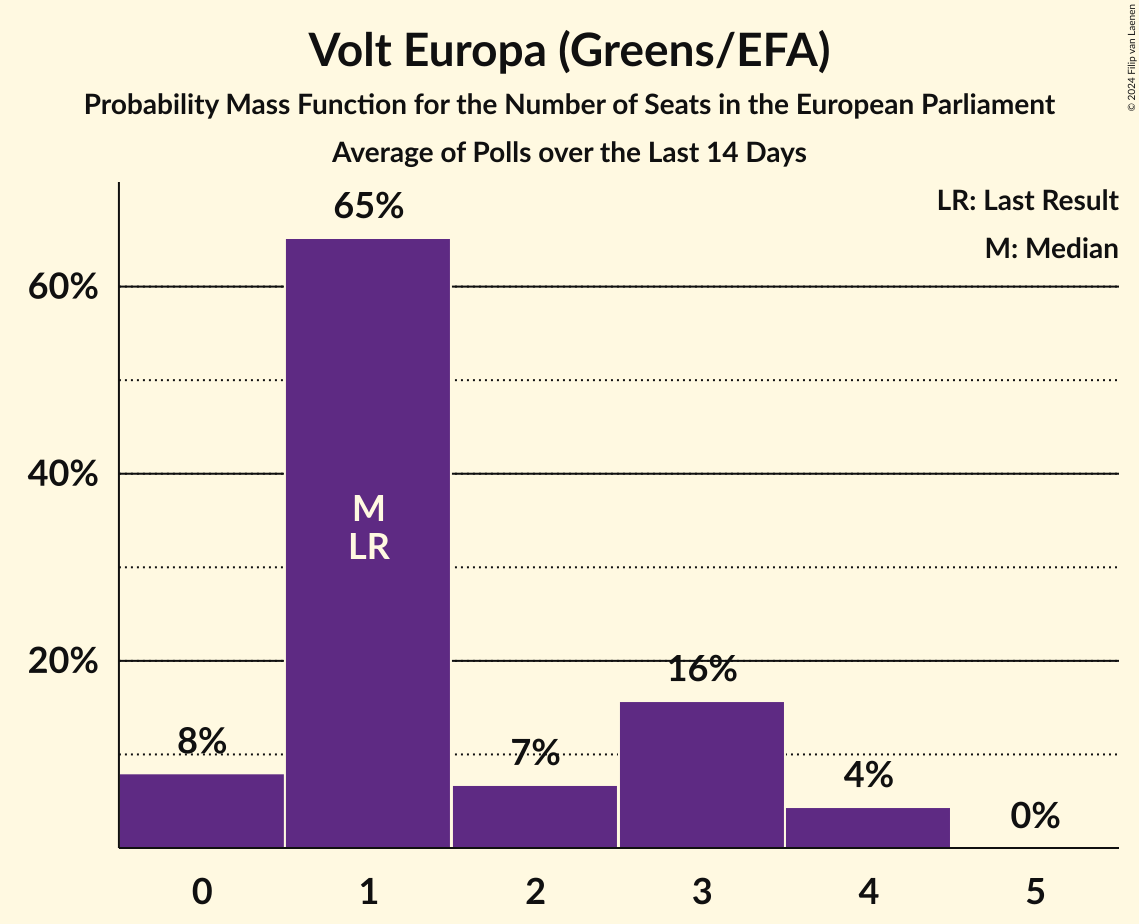 Volt Europa (Greens/EFA)
Probability Mass Function for the Number of Seats in the European Parliament
Average of Polls over the Last 14 Days
© 2024 Filip van Laenen
LR: Last Result
M: Median
60%
40%
20%
65%
M
LR
8%
7%
16%
4%
0%
0 1 2 3 4 5